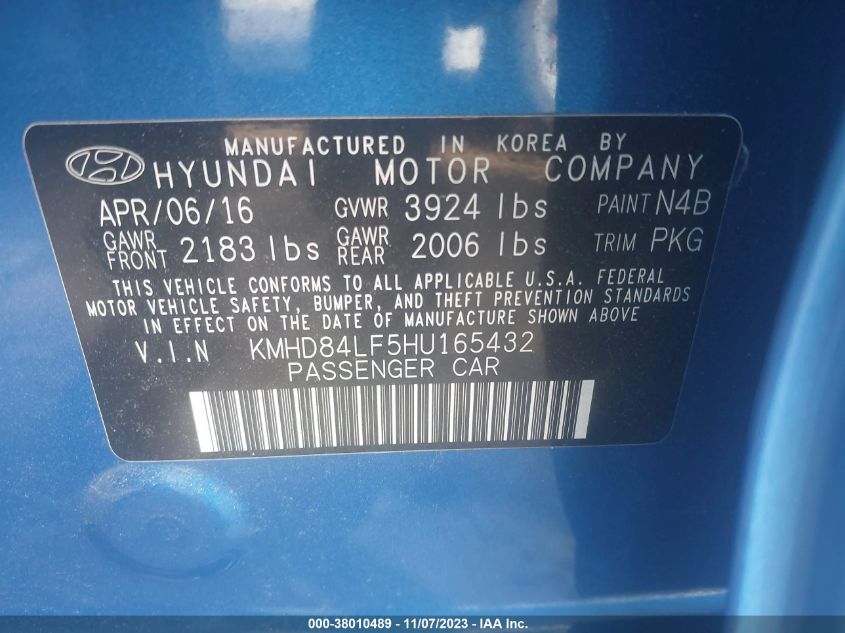 MANUFACTURED IN KOREA BY
HYUNDAI MOTOR COMPANY
APR/06/16 GVWR 3924 lbs PAINT N4B
GAWR FRONT 2183 lbs GAWR REAR 2006 lbs TRIM PKG
THIS VEHICLE CONFORMS TO ALL APPLICABLE U.S.A. FEDERAL
MOTOR VEHICLE SAFETY, BUMPER, AND THEFT PREVENTION STANDARDS
IN EFFECT ON THE DATE OF MANUFACTURE SHOWN ABOVE.
V.I.N KMHD84LF5HU165432
PASSENGER CAR
000-38010489 - 11/07/2023 - IAA Inc.